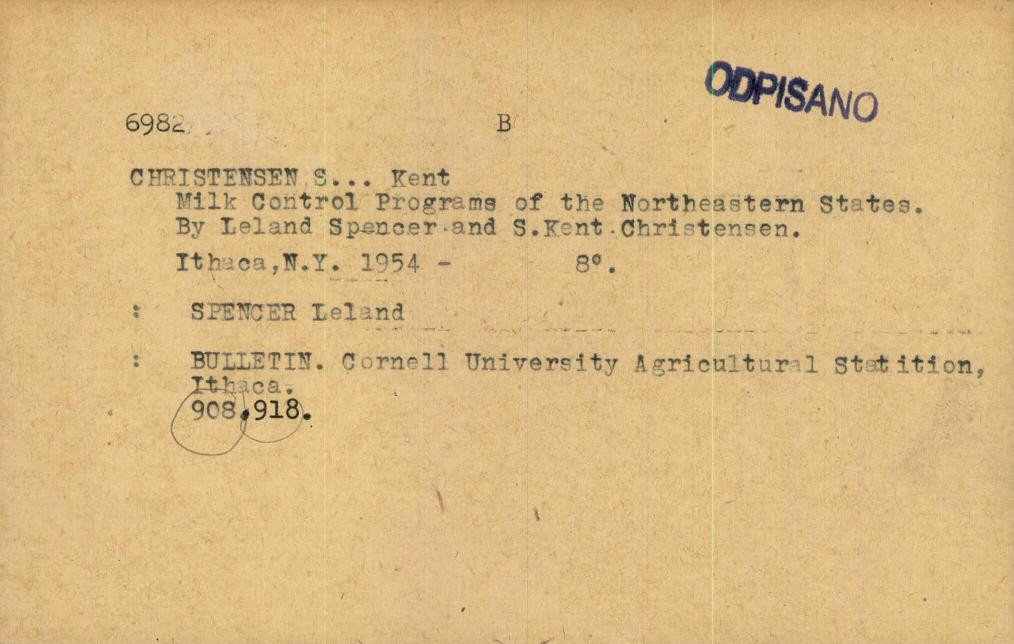 ODPISANO
6982 B
CHRISTENSEN S... Kent
Milk Control Programs of the Northeastern States.
By Leland Spencer and S.Kent Christensen.
Ithaca,N.Y. 1954 - 8°.
: SPENCER Leland
: BULLETIN. Cornell University Agricultural Statition,
Ithaca.
908,918.